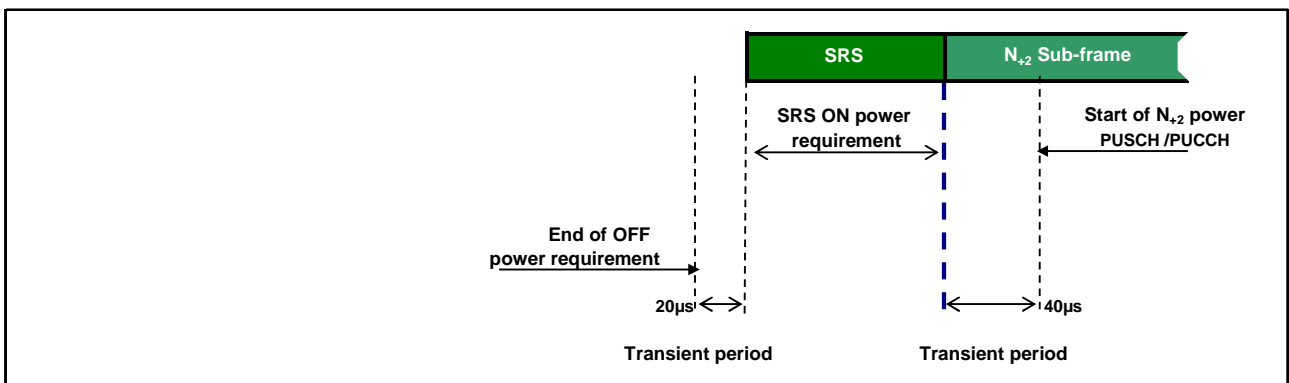 SRS
N+2 Sub-frame
SRS ON power
requirement
Start of N+2 power
PUSCH /PUCCH
End of OFF
power requirement
20µs
40µs
Transient period
Transient period